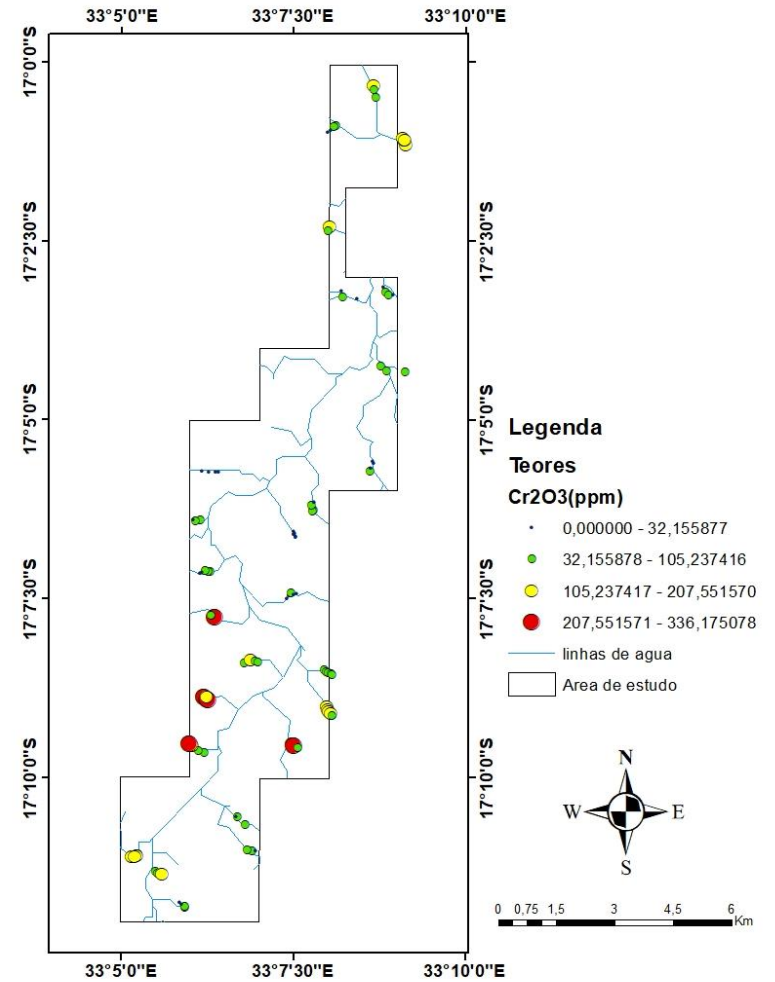 33°5'0"E 33°7'30"E 33°10'0"E
17°0'0"S
17°2'30"S 17°2'30"S
17°5'0"S 17°5'0"S
Legenda
Teores
Cr2O3(ppm)
0,000000 - 32,155877
32,155878 - 105,237416
105,237417 - 207,551570
207,551571 - 336,175078
linhas de agua
Area de estudo
17°7'30"S 17°7'30"S
17°10'0"S 17°10'0"S
N
W E
S
0 0,75 1,5 3 4,5 6
Km
33°5'0"E 33°7'30"E 33°10'0"E